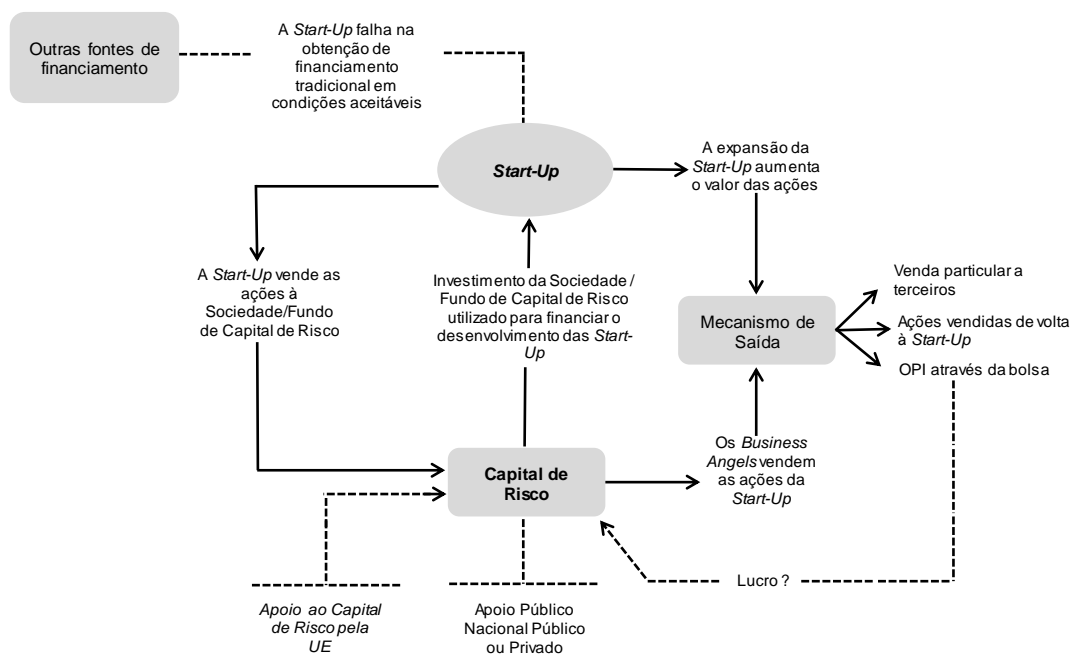 Outras fontes de
financiamento
A Start-Up falha na
obtenção de
financiamento
tradicional em
condições aceitáveis
Start-Up
A expansão da
Start-Up aumenta
o valor das ações
A Start-Up vende as
ações à
Sociedade/Fundo
de Capital de Risco
Investimento da Sociedade /
Fundo de Capital de Risco
utilizado para financiar o
desenvolvimento das Start-
Up
Mecanismo de
Saída
Venda particular a
terceiros
Ações vendidas de volta
à Start-Up
OPI através da bolsa
Capital de
Risco
Os Business
Angels vendem
as ações da
Start-Up
Lucro ?
Apoio ao Capital
de Risco pela
UE
Apoio Público
Nacional Público
ou Privado